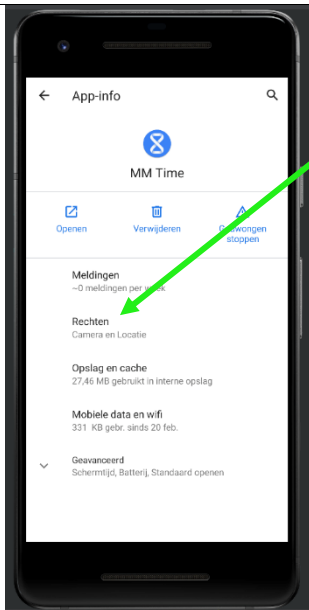 App-info
MM Time
Openen
Verwijderen
Gedwongen
stoppen
Meldingen
~0 meldingen per week
Rechten
Camera en Locatie
Opslag en cache
27,46 MB gebruikt in interne opslag
Mobiele data en wifi
331 KB gebr. sinds 20 feb.
Geavanceerd
Schermtijd, Batterij, Standaard openen